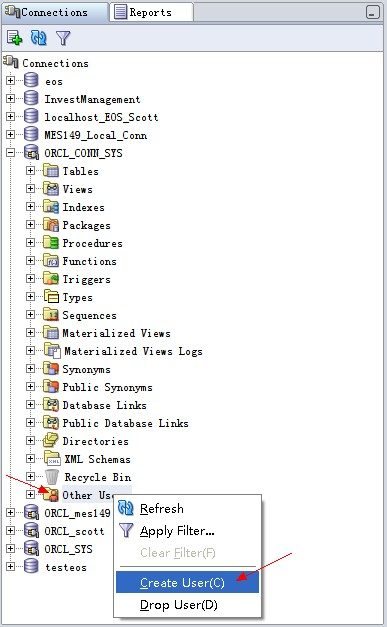 Connections
Reports
Connections
eos
InvestManagement
localhost_EOS_Scott
MES149_Local_Conn
ORCL_CONN_SYS
Tables
Views
Indexes
Packages
Procedures
Functions
Triggers
Types
Sequences
Materialized Views
Materialized Views Logs
Synonyms
Public Synonyms
Database Links
Public Database Links
Directories
XML Schemas
Recycle Bin
Other Use
Refresh
ORCL_mes149
Apply Filter...
ORCL_scott
Clear Filter(F)
ORCL_SYS
testeos
Create User(C)
Drop User(D)